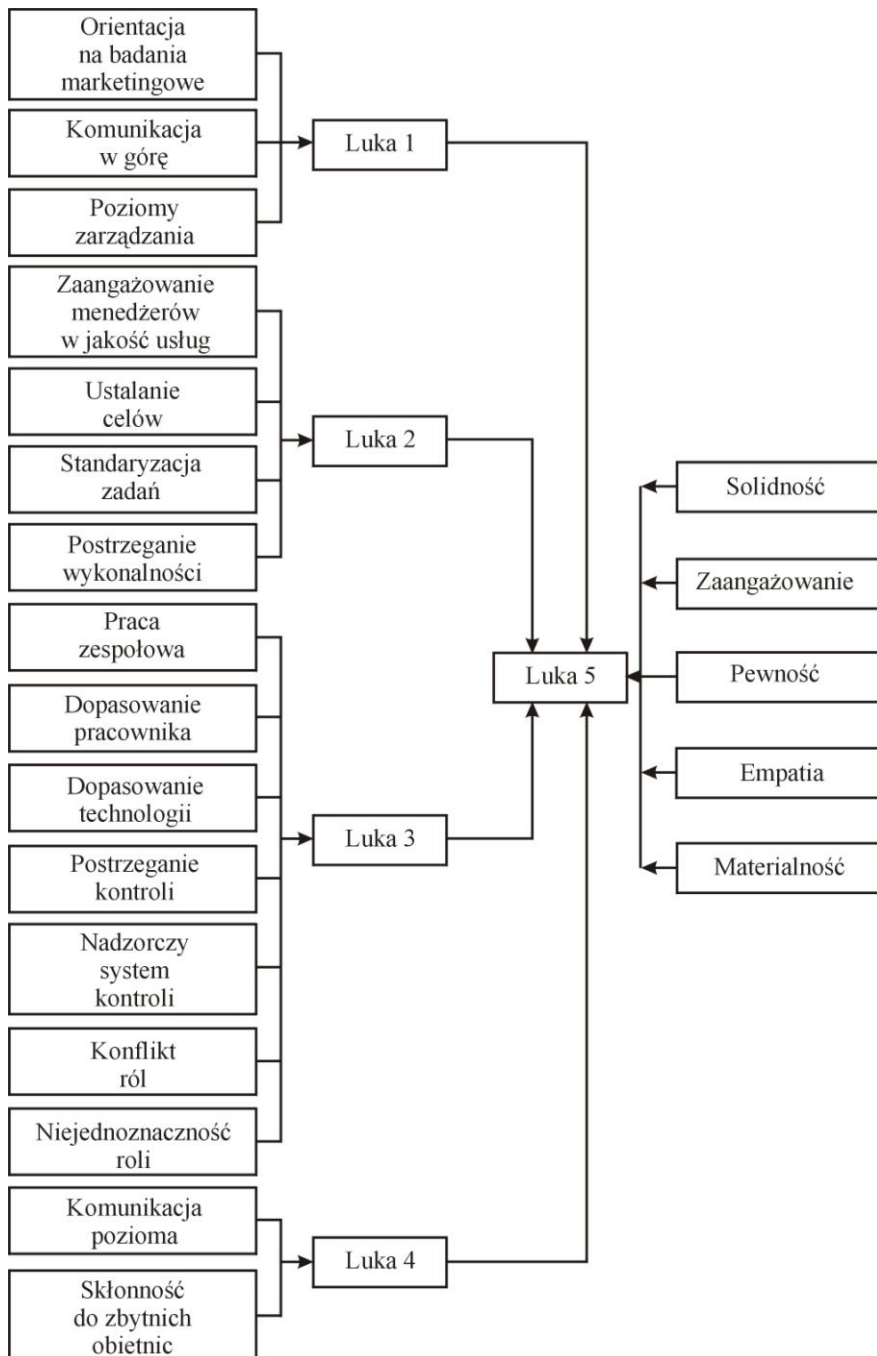 Orientacja
na badania
marketingowe
Komunikacja
w górę
Poziomy
zarządzania
Luka 1
Zaangażowanie
menedżerów
w jakość usług
Ustalanie
celów
Standaryzacja
zadań
Postrzeganie
wykonalności
Luka 2
Praca
zespołowa
Dopasowanie
pracownika
Dopasowanie
technologii
Postrzeganie
kontroli
Nadzorczy
system
kontroli
Konflikt
ról
Niejednoznaczność
roli
Luka 3
Komunikacja
pozioma
Skłonność
do zbytnich
obietnic
Luka 4
Luka 5
Solidność
Zaangażowanie
Pewność
Empatia
Materialność